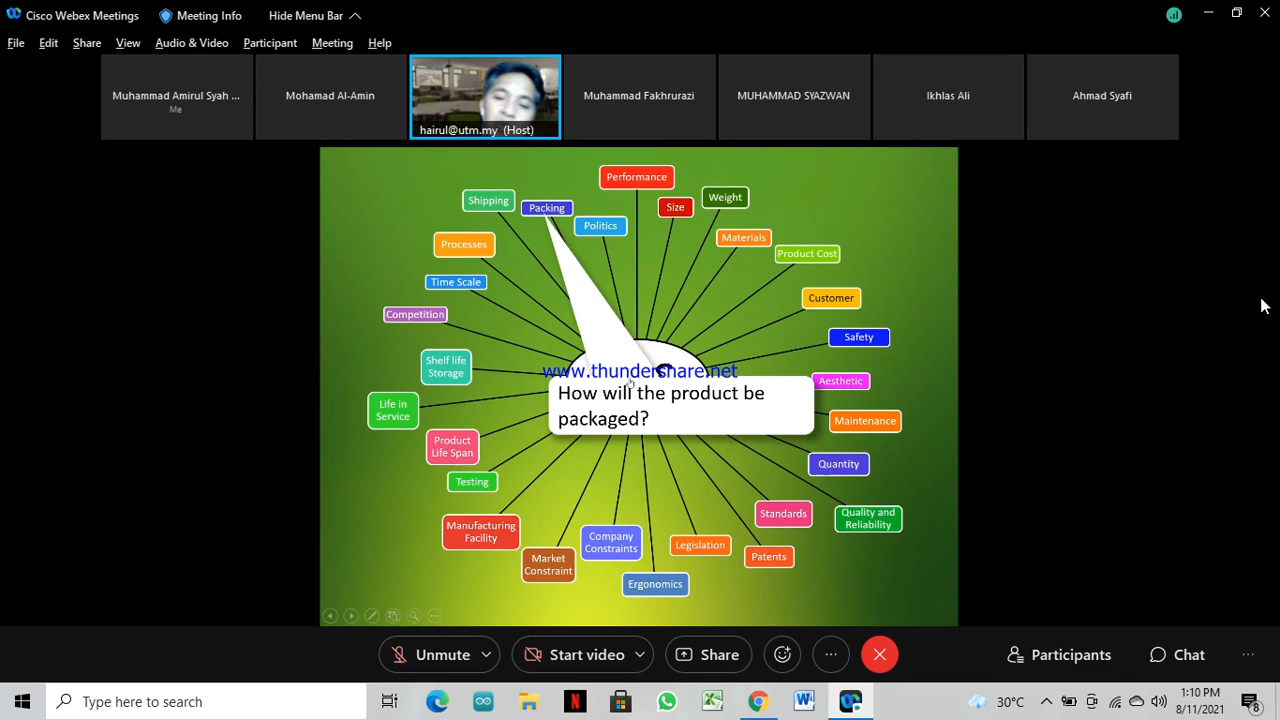 Cisco Webex Meetings
Meeting Info
Hide Menu Bar
File Edit Share View Audio & Video Participant Meeting Help
Muhammad Amirul Syah ...
Me
Mohamad Al-Amin
hairul@utm.my (Host)
Muhammad Fakhrurazi
MUHAMMAD SYAZWAN
Ikhlas Ali
Ahmad Syafi
Performance
Shipping
Packing
Politics
Size
Weight
Processes
Materials
Product Cost
Time Scale
Customer
Competition
Safety
Shelf life
Storage
www.thundershare.net
Aesthetic
How will the product be
packaged?
Life in
Service
Maintenance
Product
Life Span
Quantity
Testing
Standards
Quality and
Reliability
Manufacturing
Facility
Company
Constraints
Legislation
Patents
Market
Constraint
Ergonomics
Unmute
Start video
Share
Participants
Chat
Type here to search
30°C
1:10 PM
8/11/2021
8